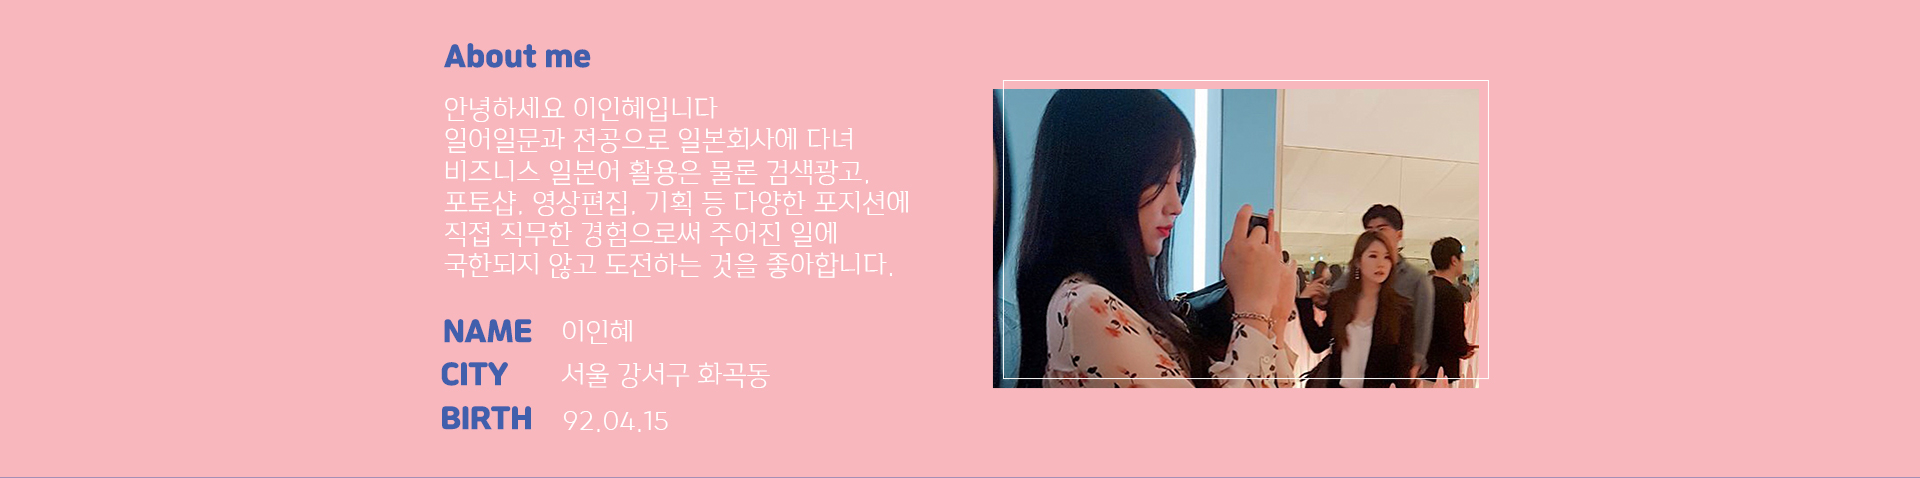 About me
안녕하세요 이인혜입니다
일어일문과 전공으로 일본회사에 다녀
비즈니스 일본어 활용은 물론 검색광고,
포토샵, 영상편집, 기획 등 다양한 포지션에
직접 직무한 경험으로써 주어진 일에
국한되지 않고 도전하는 것을 좋아합니다.
NAME 이인혜
CITY 서울 강서구 화곡동
BIRTH 92.04.15